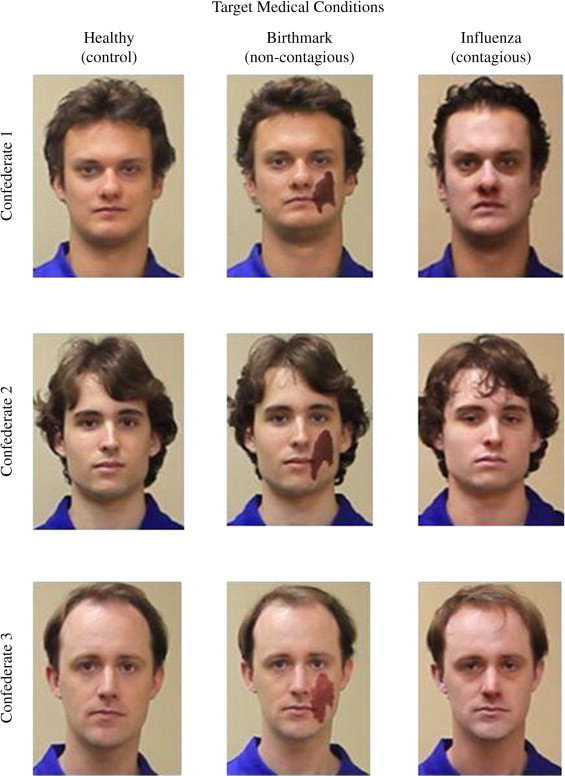 Target Medical Conditions
Healthy
(control)
Birthmark
(non-contagious)
Influenza
(contagious)
Confederate 1
Confederate 2
Confederate 3